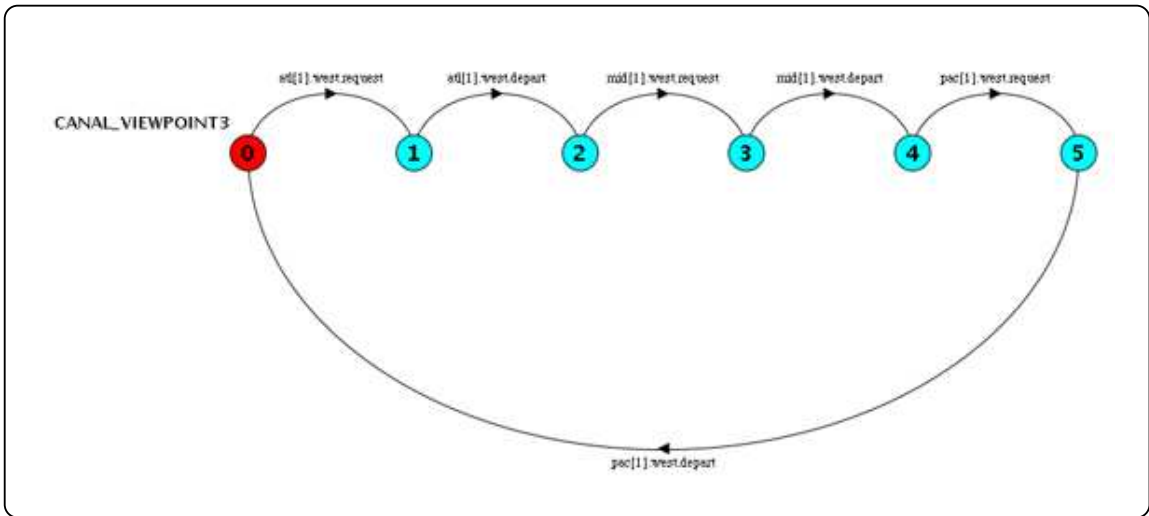 atl[1].west.request
atl[1].west.depart
mid[1].west.request
mid[1].west.depart
pac[1].west.request
CANAL_VIEWPOINT3
0
1
2
3
4
5
pac[1].west.depart